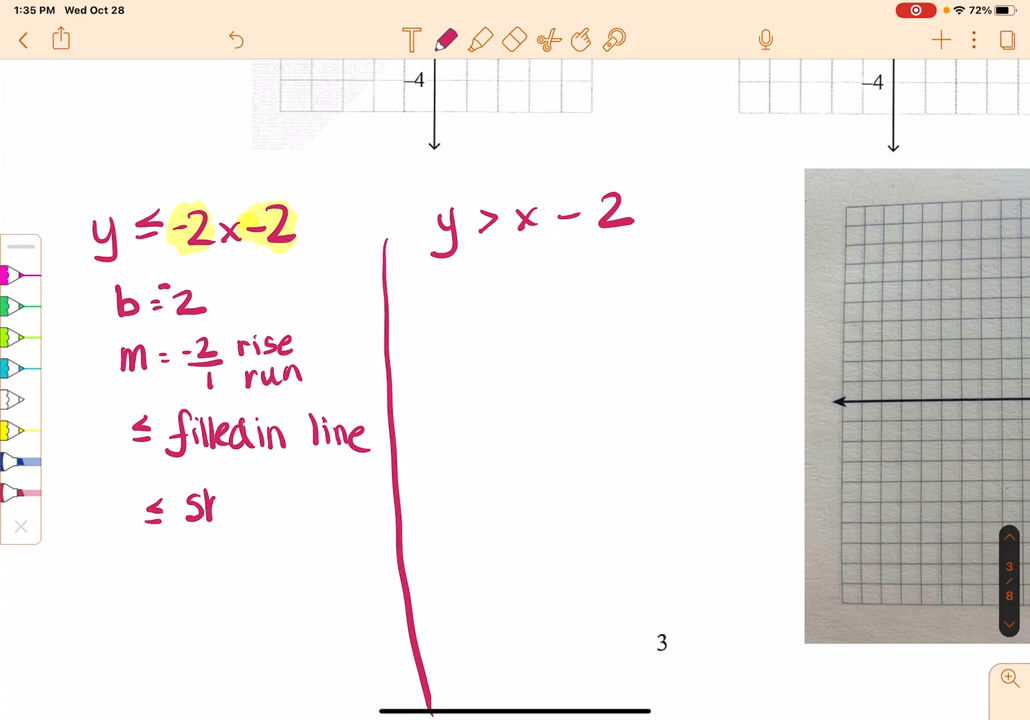 1:35 PM Wed Oct 28
72%
T
-4
-4
y ≤ -2x-2
y > x - 2
b = -2
m = -2/1 rise
run
≤ filled in line
≤ sh
3
3
/
8